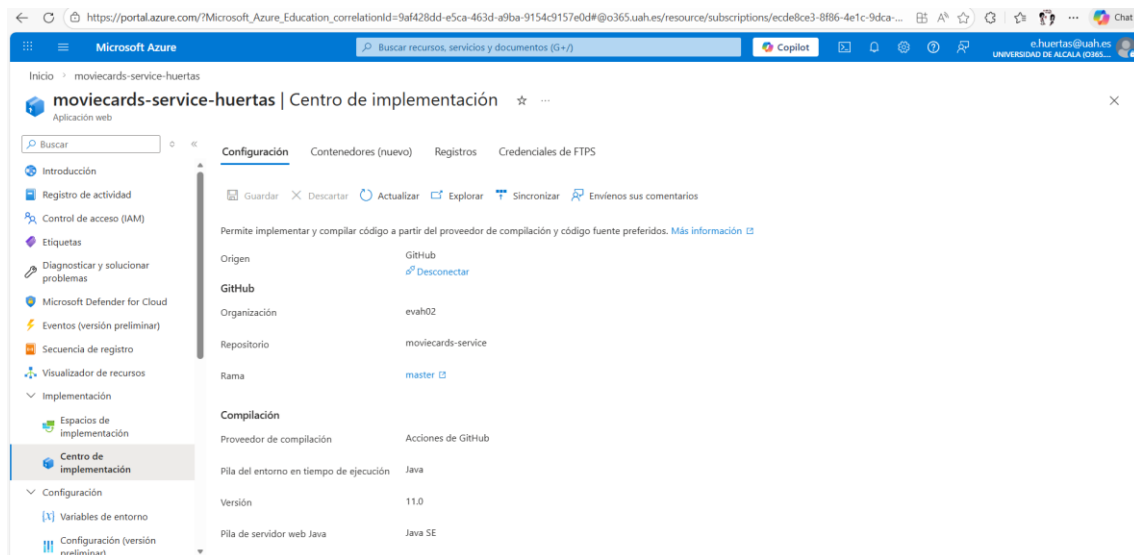 https://portal.azure.com/?Microsoft_Azure_Education_correlationId=9af428dd-e5ca-463d-a9ba-9154c9157e0d#@o365.uah.es/resource/subscriptions/ecde8ce3-8f86-4e1c-9dca-...
Chat
Microsoft Azure
Buscar recursos, servicios y documentos (G+/)
Copilot
e.huertas@uah.es
UNIVERSIDAD DE ALCALA (O365....
Inicio > moviecards-service-huertas
moviecards-service-huertas | Centro de implementación
Aplicación web
Buscar
Introducción
Registro de actividad
Control de acceso (IAM)
Etiquetas
Diagnosticar y solucionar
problemas
Microsoft Defender for Cloud
Eventos (versión preliminar)
Secuencia de registro
Visualizador de recursos
Implementación
Espacios de
implementación
Centro de
implementación
Configuración
Variables de entorno
Configuración (versión
preliminar)
Configuración Contenedores (nuevo) Registros Credenciales de FTPS
Guardar Descartar Actualizar Explorar Sincronizar Envíenos sus comentarios
Permite implementar y compilar código a partir del proveedor de compilación y código fuente preferidos. Más información
Origen GitHub
Desconectar
GitHub
Organización evah02
Repositorio moviecards-service
Rama master
Compilación
Proveedor de compilación Acciones de GitHub
Pila del entorno en tiempo de ejecución Java
Versión 11.0
Pila de servidor web Java Java SE